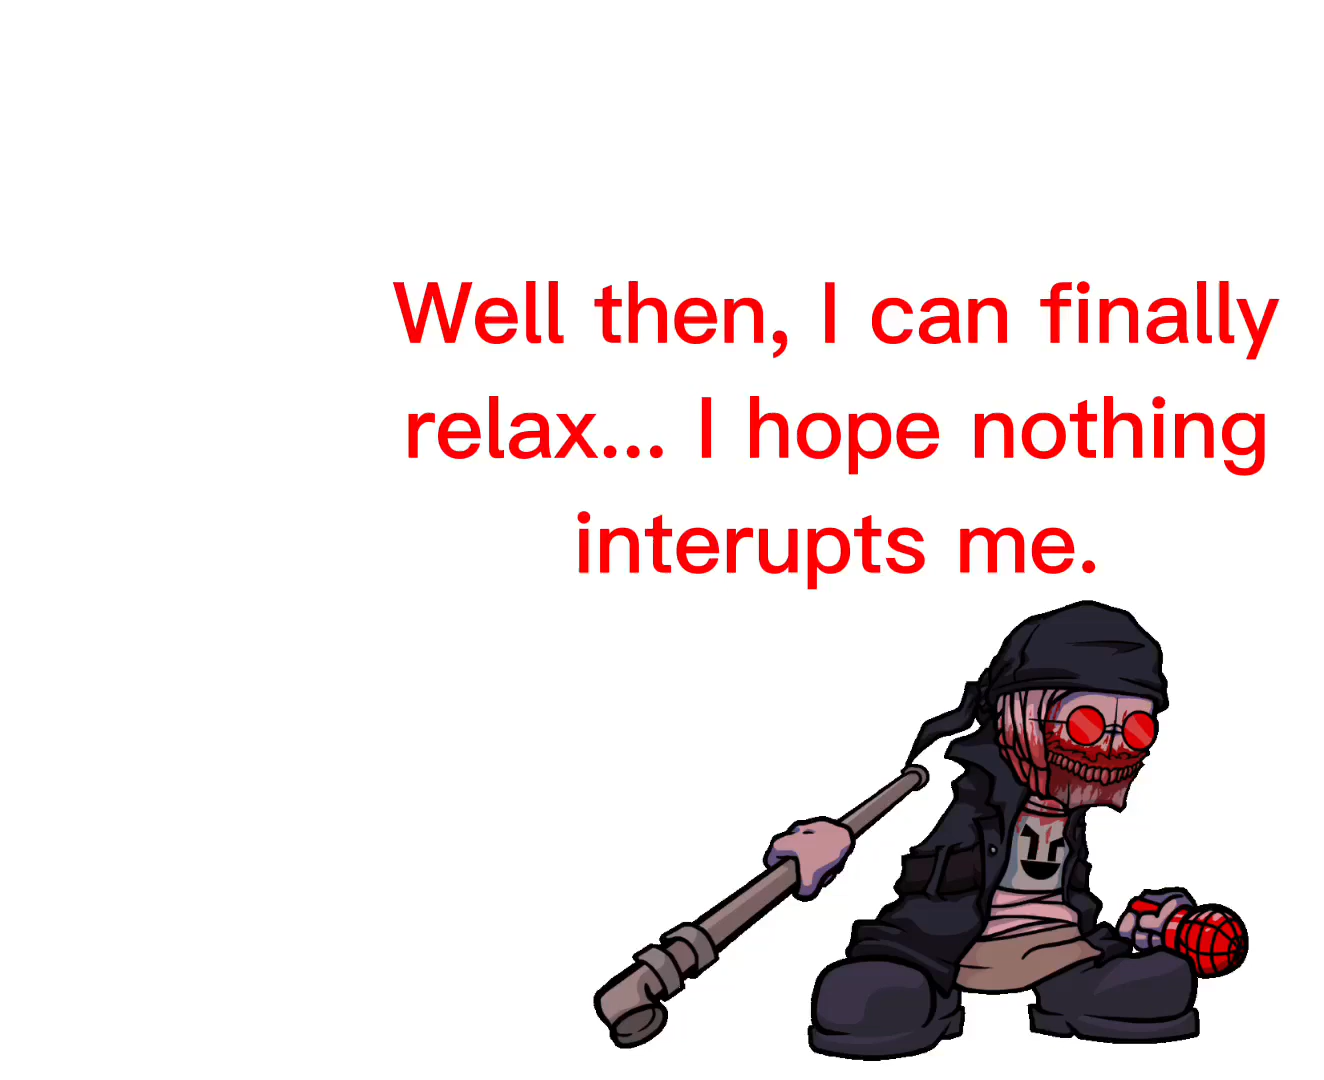 Well then, I can finally
relax... I hope nothing
interupts me.